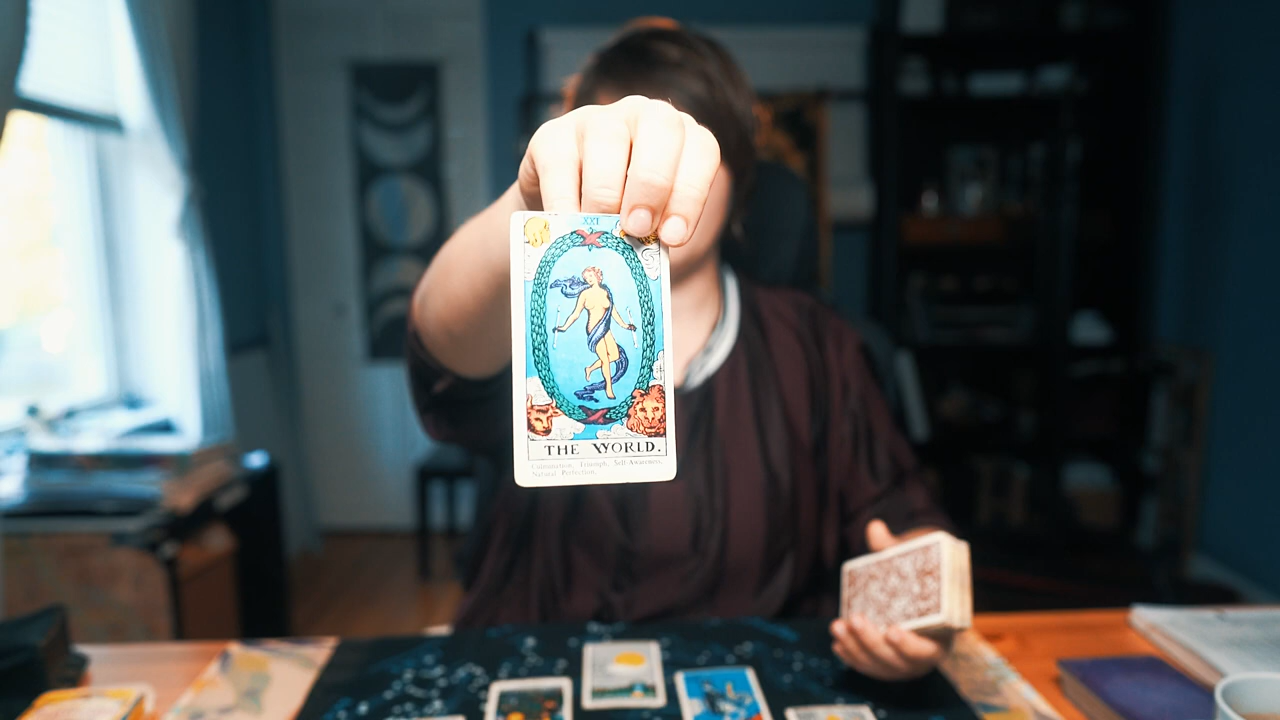 XXI
THE WORLD.
Culmination, Triumph, Self-Awareness,
Natural Perfection.